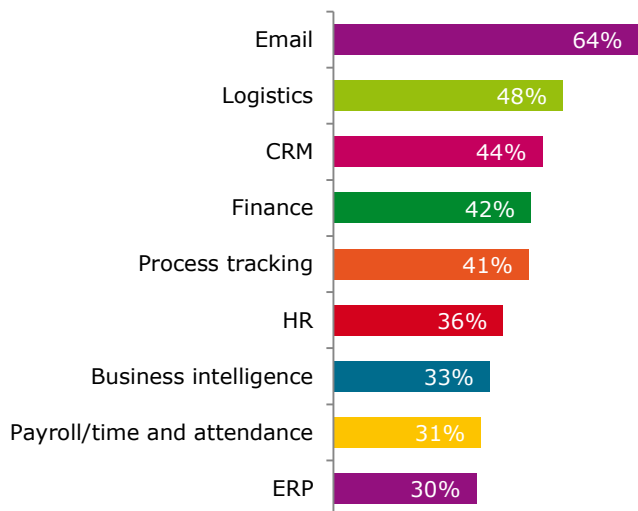 Email 64%
Logistics 48%
CRM 44%
Finance 42%
Process tracking 41%
HR 36%
Business intelligence 33%
Payroll/time and attendance 31%
ERP 30%